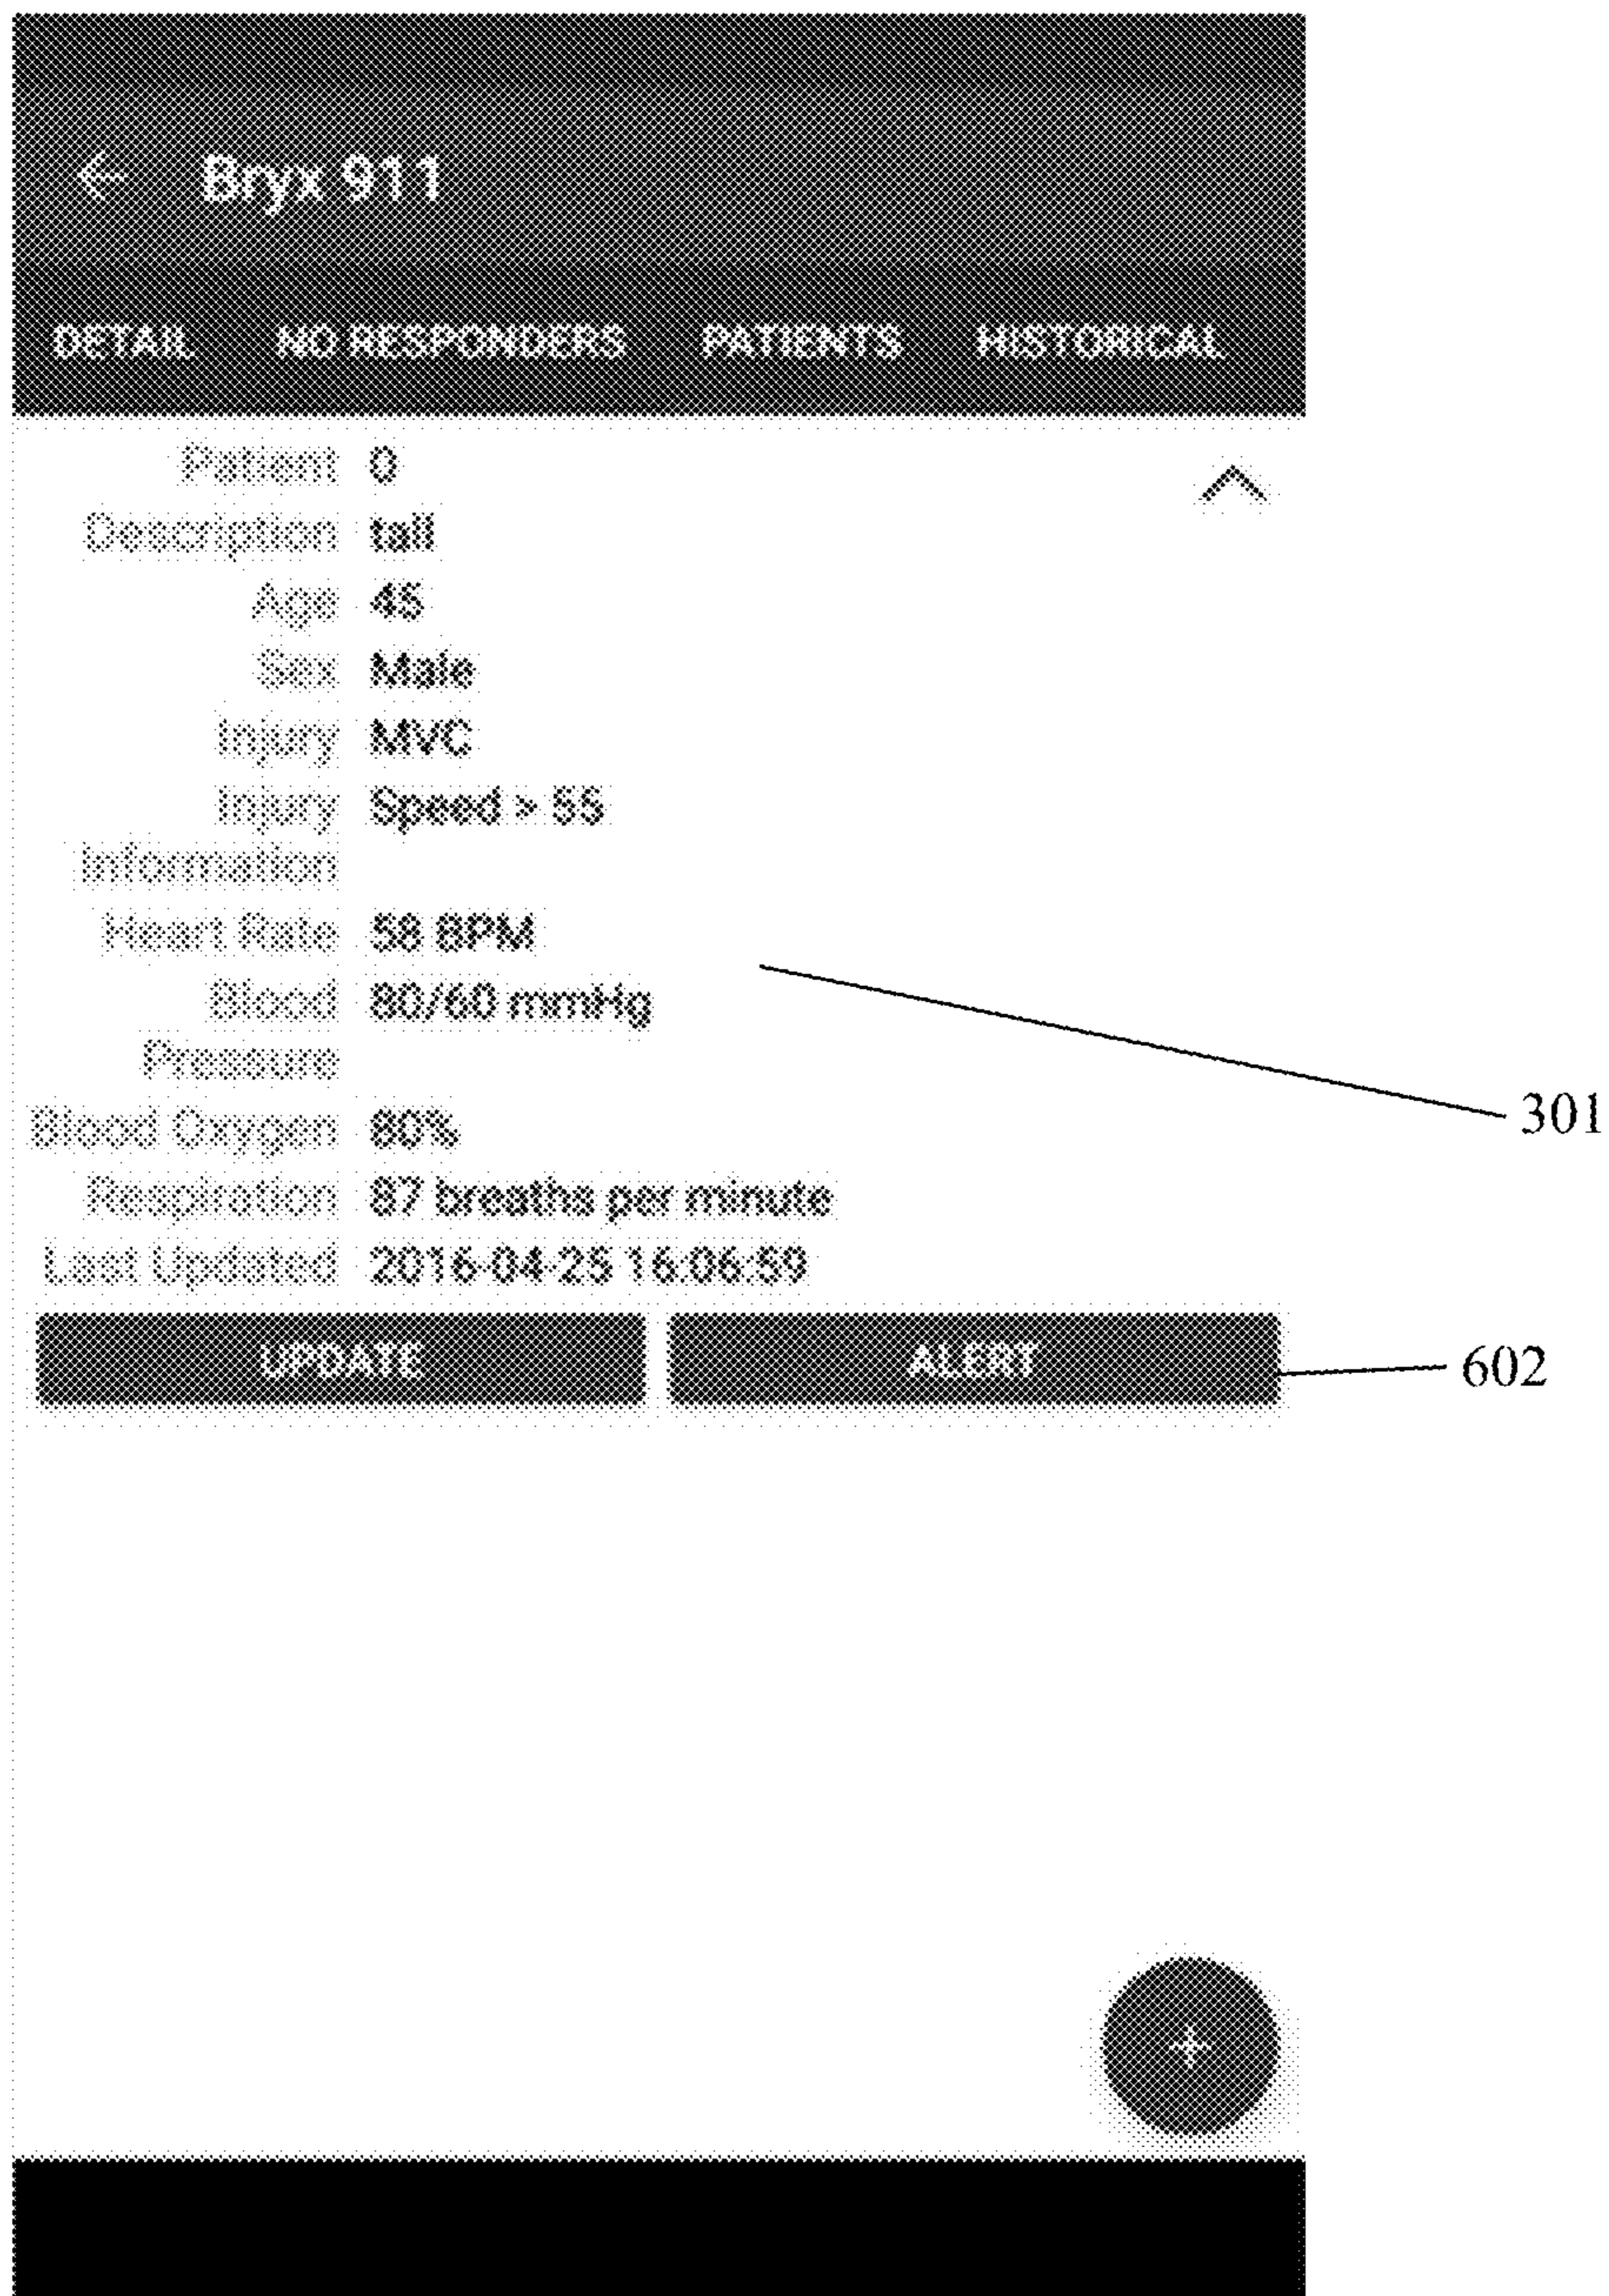 Bryx 911
DETAIL NO RESPONDERS PATIENTS HISTORICAL
Patient 0
Description tall
Age 45
Sex Male
Injury MVC
Injury Speed > 55
Information
Heart Rate 58 BPM
Blood 80/60 mmHg
Pressure
301
Blood Oxygen 80%
Respiration 87 breaths per minute
Last Updated 2016-04-25 16:06:59
UPDATE ALERT 602
+